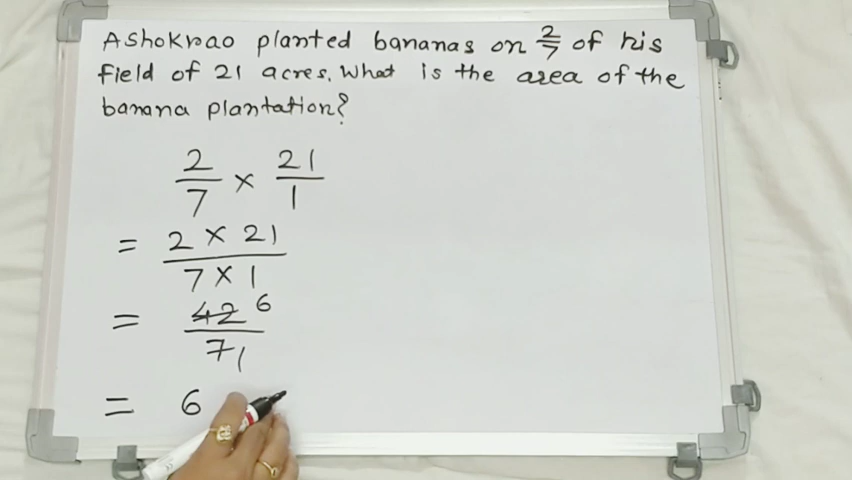 Ashokrao planted bananas on 2/7 of his
field of 21 acres. What is the area of the
banana plantation?
2/7 × 21/1
= 2 × 21 / 7 × 1
= 42 6 / 7 1
= 6